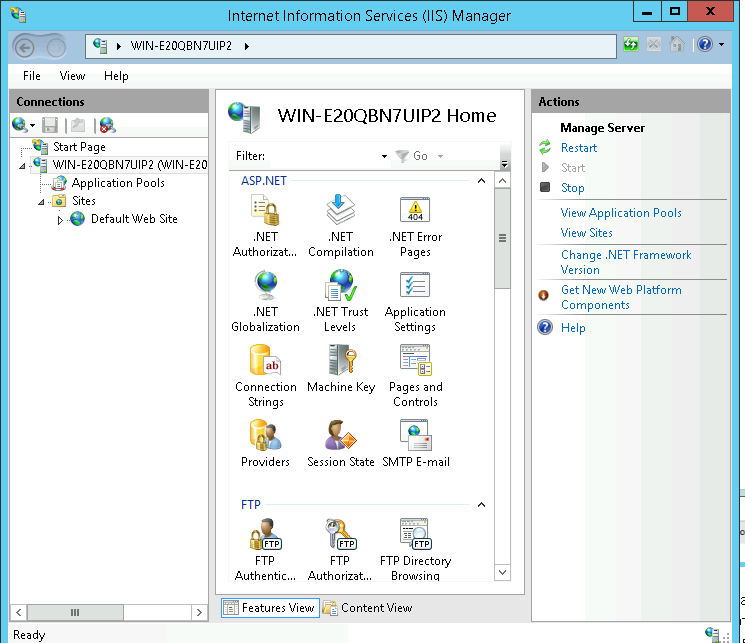 Internet Information Services (IIS) Manager
WIN-E20QBN7UIP2
File View Help
Connections
Start Page
WIN-E20QBN7UIP2 (WIN-E20
Application Pools
Sites
Default Web Site
WIN-E20QBN7UIP2 Home
Filter: Go
ASP.NET
.NET
Authorizat...
.NET
Compilation
.NET Error
Pages
404
.NET
Globalization
.NET Trust
Levels
Application
Settings
ab
Connection
Strings
Machine Key
Pages and
Controls
Providers
Session State
SMTP E-mail
FTP
FTP
FTP
Authentic...
FTP
FTP
Authorizat...
FTP
FTP Directory
Browsing
Features View
Content View
Actions
Manage Server
Restart
Start
Stop
View Application Pools
View Sites
Change .NET Framework
Version
Get New Web Platform
Components
Help
Ready